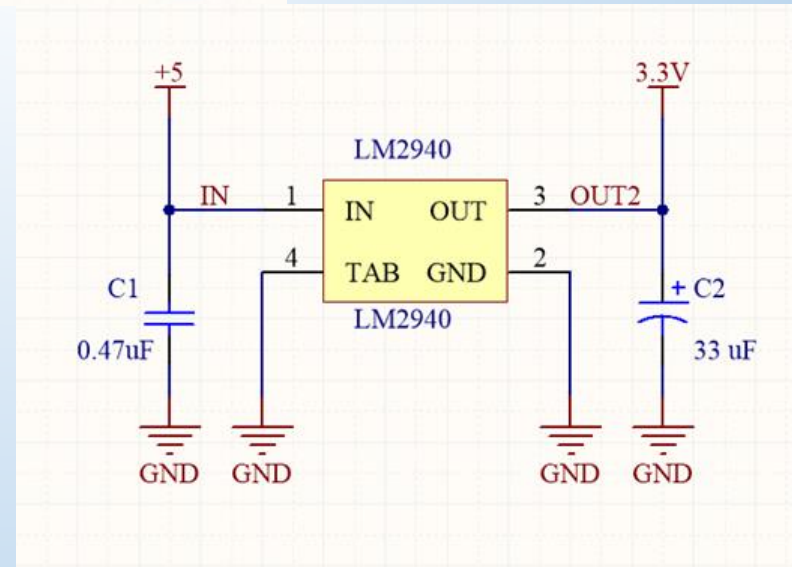 +5
3.3V
LM2940
IN
1
IN
OUT
3
OUT2
4
TAB
GND
2
C1
+
C2
LM2940
0.47uF
33 uF
GND
GND
GND
GND